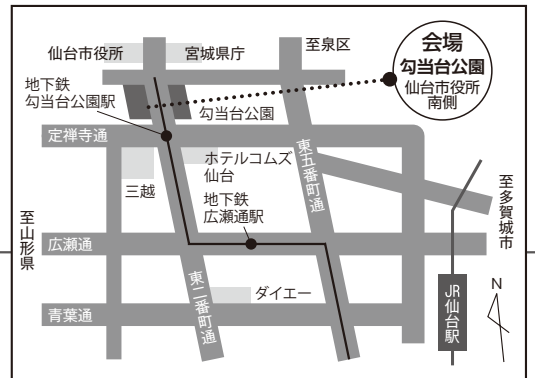 仙台市役所
宮城県庁
至泉区
会場
勾当台公園
仙台市役所
南側
地下鉄
勾当台公園駅
勾当台公園
定禅寺通
ホテルコムズ
仙台
三越
東五番町通
地下鉄
広瀬通駅
至多賀城市
至山形県
広瀬通
東二番町通
ダイエー
JR仙台駅
N
青葉通